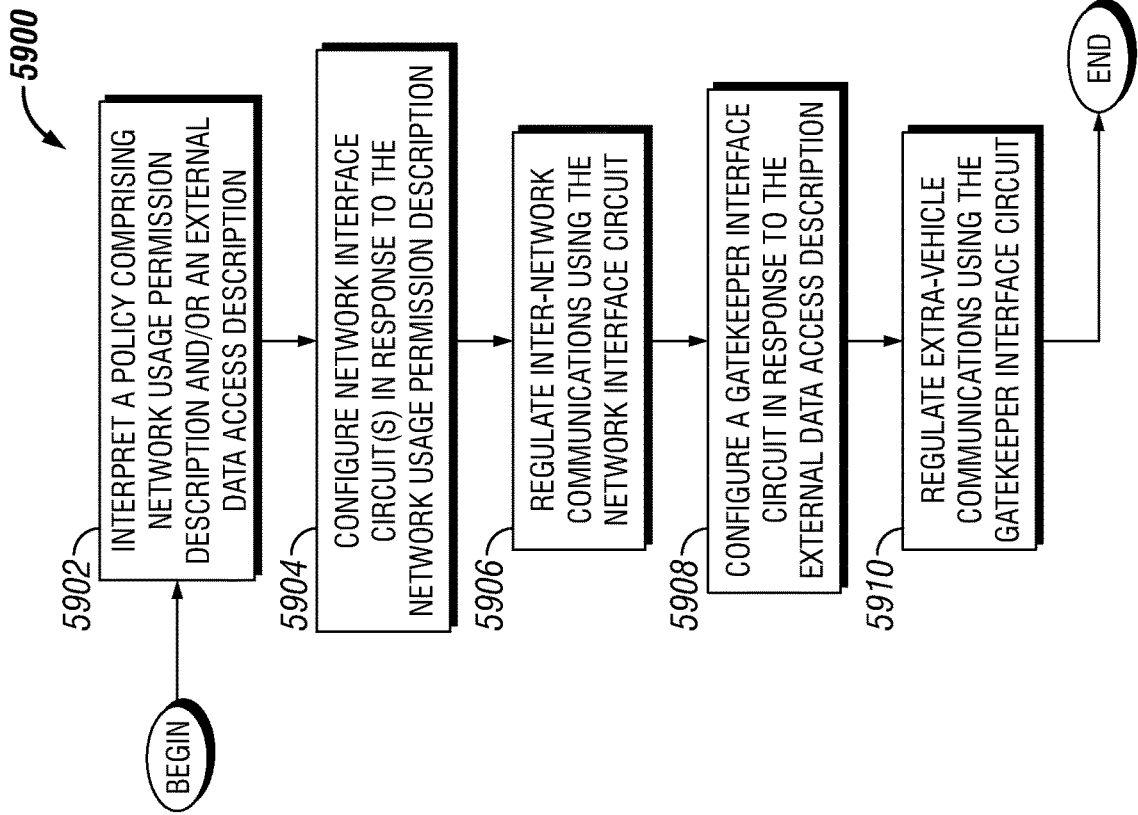 5900
BEGIN
5902
INTERPRET A POLICY COMPRISING
NETWORK USAGE PERMISSION
DESCRIPTION AND/OR AN EXTERNAL
DATA ACCESS DESCRIPTION
5904
CONFIGURE NETWORK INTERFACE
CIRCUIT(S) IN RESPONSE TO THE
NETWORK USAGE PERMISSION DESCRIPTION
5906
REGULATE INTER-NETWORK
COMMUNICATIONS USING THE
NETWORK INTERFACE CIRCUIT
5908
CONFIGURE A GATEKEEPER INTERFACE
CIRCUIT IN RESPONSE TO THE
EXTERNAL DATA ACCESS DESCRIPTION
5910
REGULATE EXTRA-VEHICLE
COMMUNICATIONS USING THE
GATEKEEPER INTERFACE CIRCUIT
END